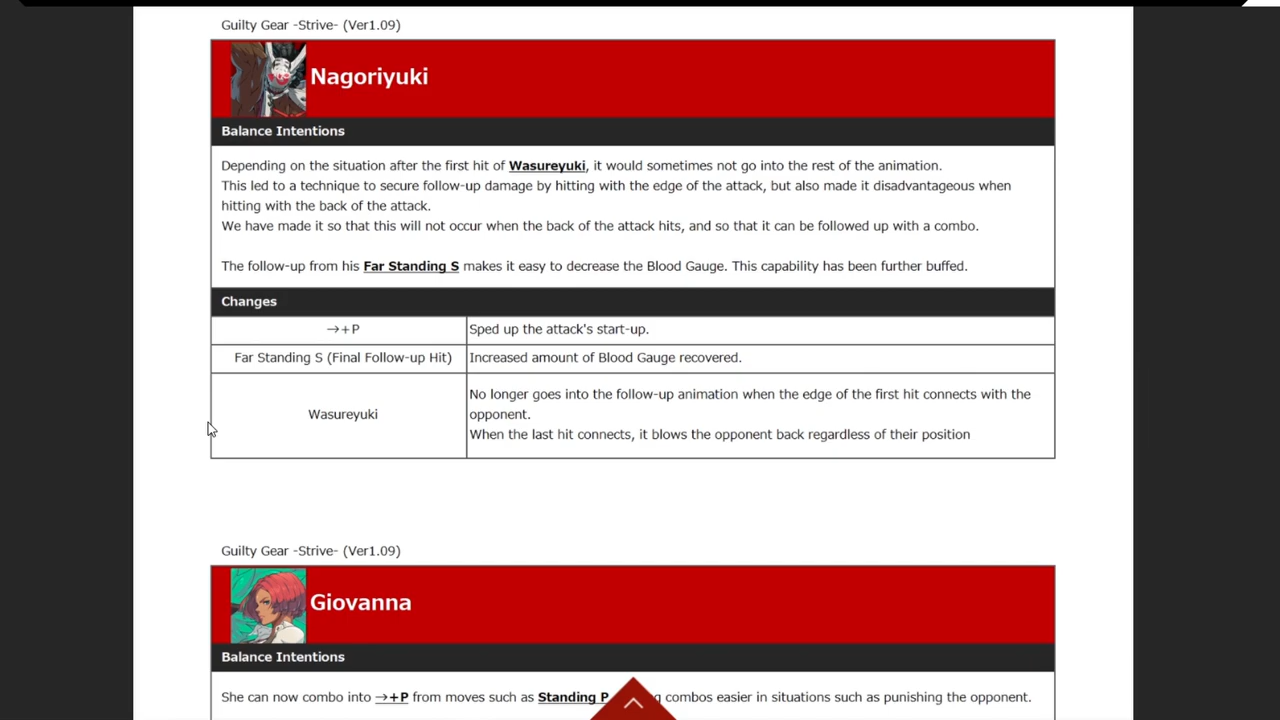 Guilty Gear -Strive- (Ver1.09)
Nagoriyuki
Balance Intentions
Depending on the situation after the first hit of Wasureyuki, it would sometimes not go into the rest of the animation.
This led to a technique to secure follow-up damage by hitting with the edge of the attack, but also made it disadvantageous when
hitting with the back of the attack.
We have made it so that this will not occur when the back of the attack hits, and so that it can be followed up with a combo.
The follow-up from his Far Standing S makes it easy to decrease the Blood Gauge. This capability has been further buffed.
Changes
→+P Sped up the attack's start-up.
Far Standing S (Final Follow-up Hit) Increased amount of Blood Gauge recovered.
Wasureyuki
No longer goes into the follow-up animation when the edge of the first hit connects with the
opponent.
When the last hit connects, it blows the opponent back regardless of their position
Guilty Gear -Strive- (Ver1.09)
Giovanna
Balance Intentions
She can now combo into →+P from moves such as Standing P combos easier in situations such as punishing the opponent.